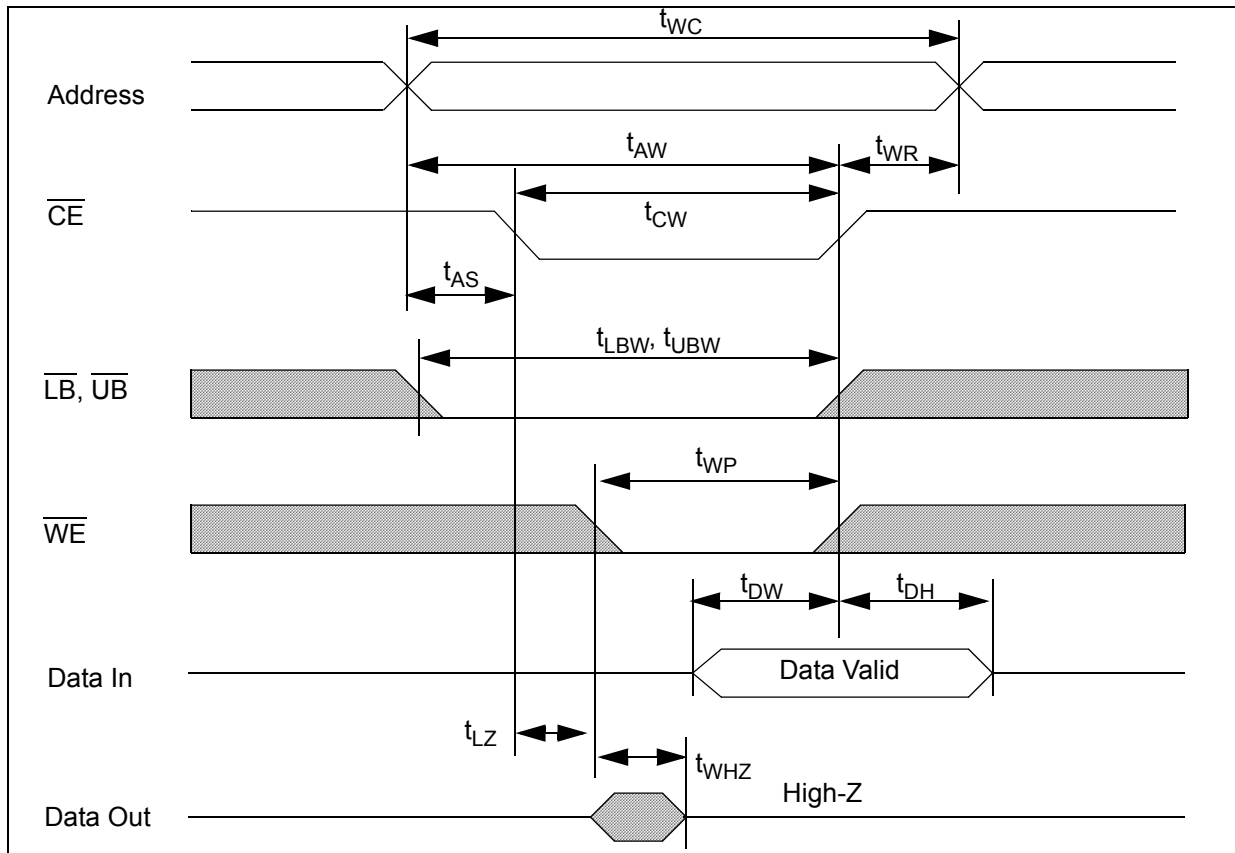 tWC
Address
tAW
tWR
CE
tCW
tAS
tLBW, tUBW
LB, UB
tWP
WE
tDW
tDH
Data In
Data Valid
tLZ
tWHZ
High-Z
Data Out